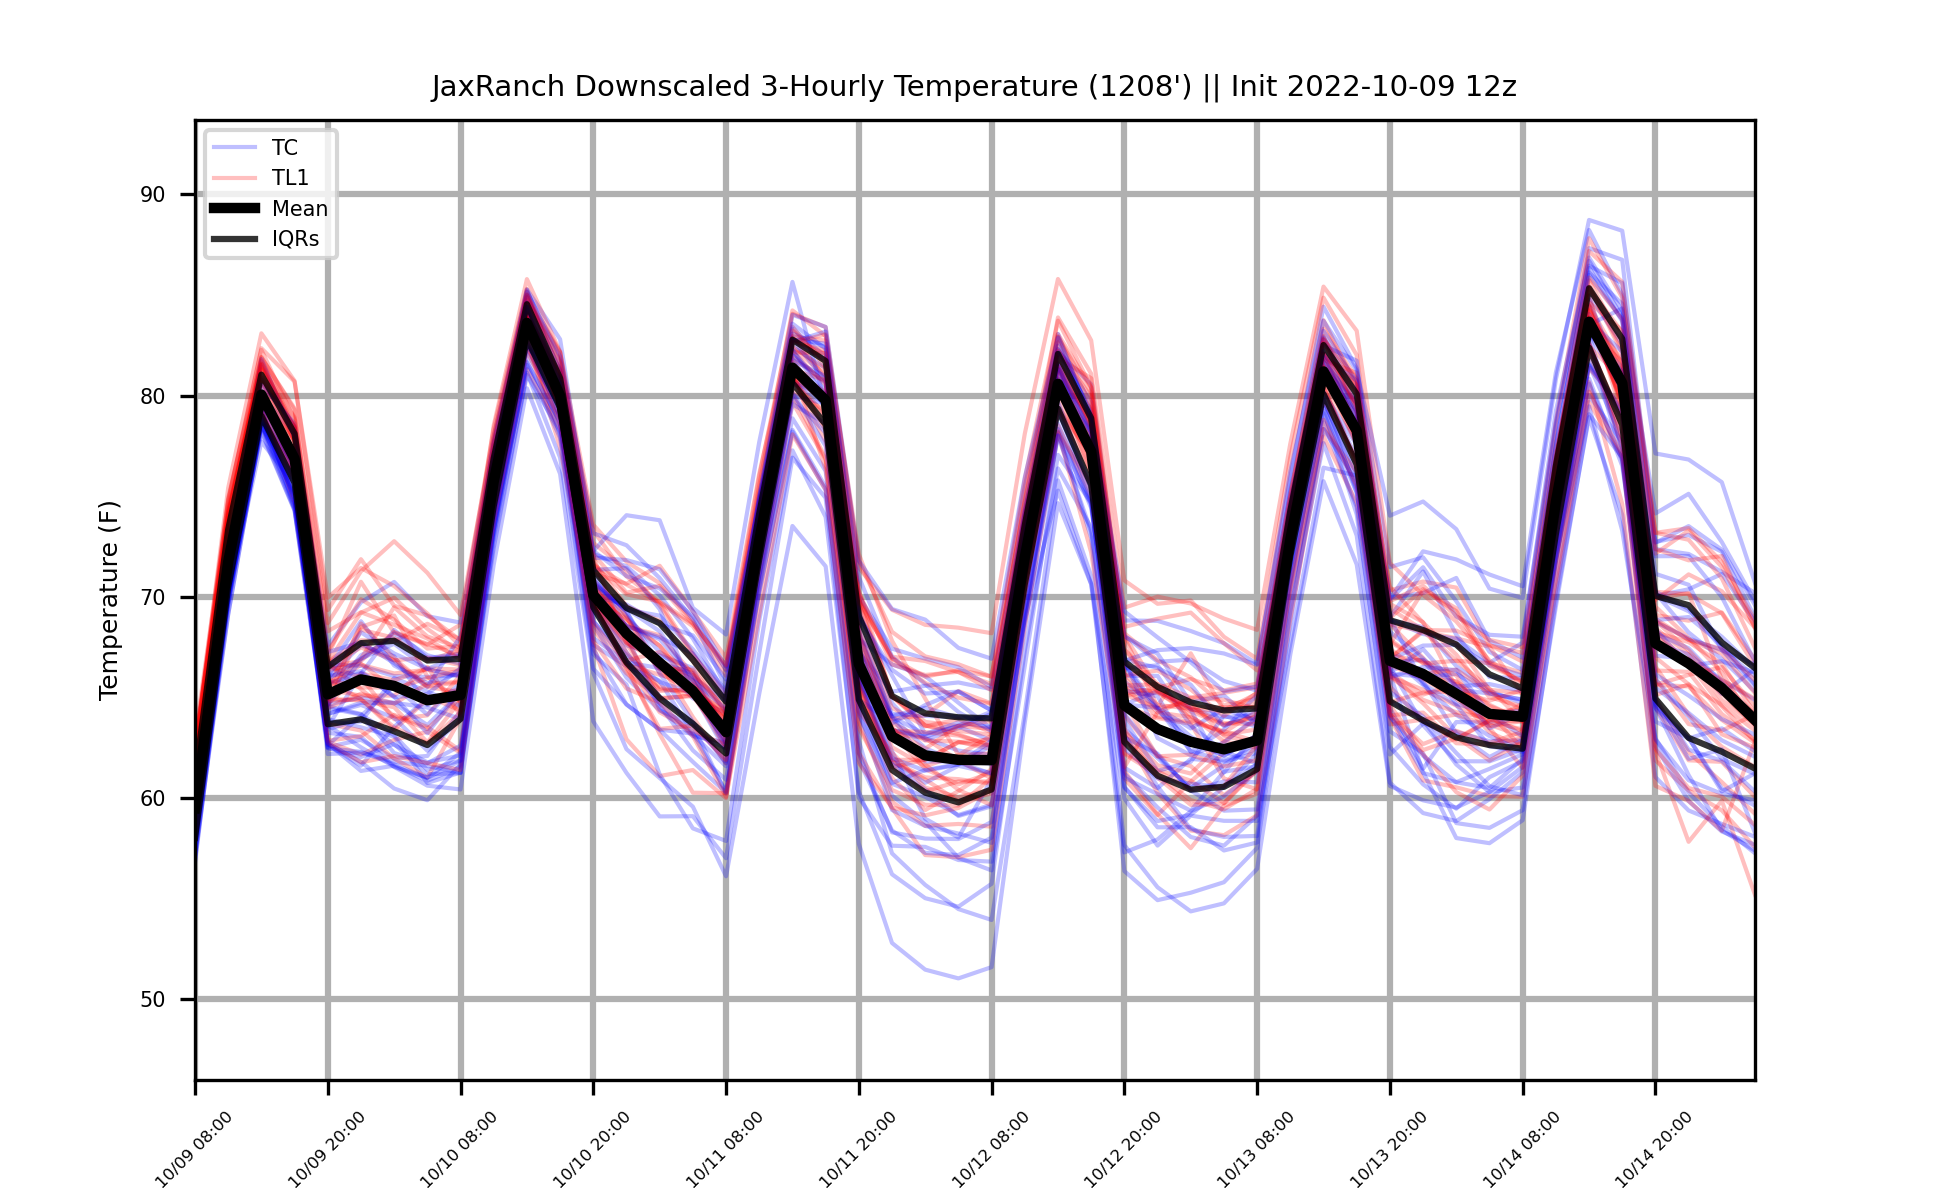 JaxRanch Downscaled 3-Hourly Temperature (1208') || Init 2022-10-09 12z
TC
TL1
Mean
IQRs
Temperature (F)
90
80
70
60
50
10/09 08:00
10/09 20:00
10/10 08:00
10/10 20:00
10/11 08:00
10/11 20:00
10/12 08:00
10/12 20:00
10/13 08:00
10/13 20:00
10/14 08:00
10/14 20:00